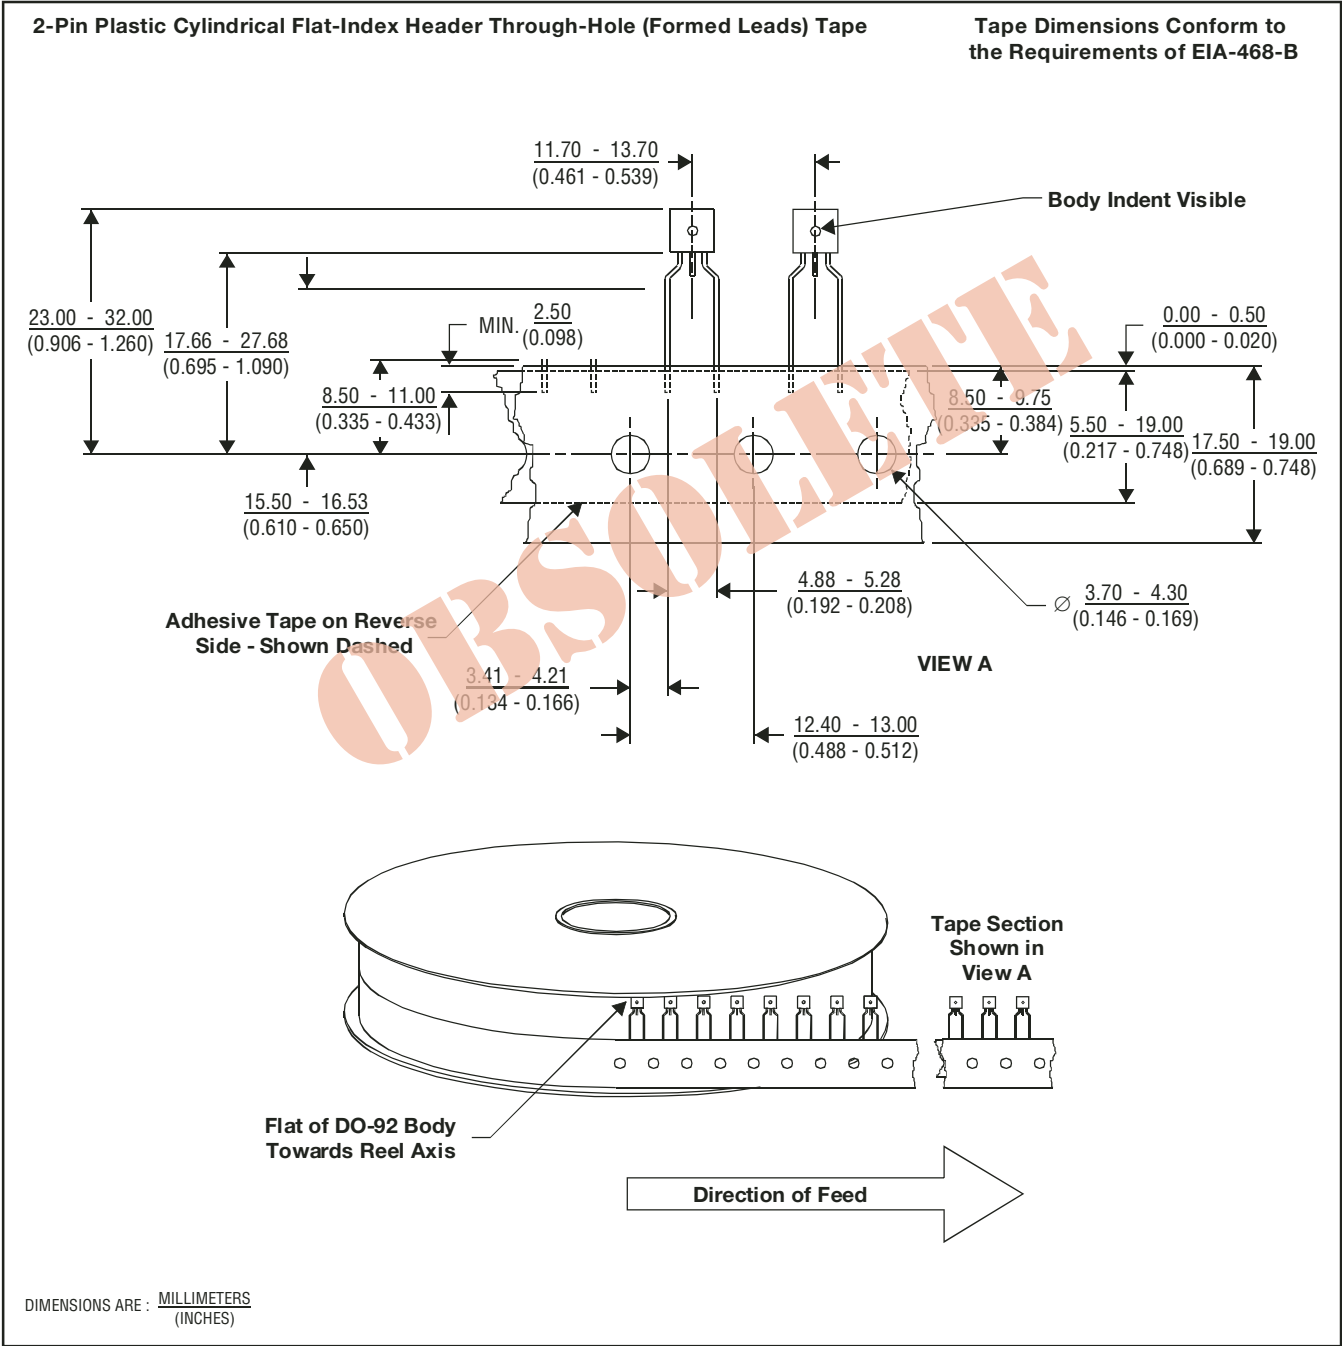 2-Pin Plastic Cylindrical Flat-Index Header Through-Hole (Formed Leads) Tape
Tape Dimensions Conform to
the Requirements of EIA-468-B
11.70 - 13.70
(0.461 - 0.539)
Body Indent Visible
23.00 - 32.00
(0.906 - 1.260)
17.66 - 27.68
(0.695 - 1.090)
MIN. 2.50
(0.098)
0.00 - 0.50
(0.000 - 0.020)
8.50 - 11.00
(0.335 - 0.433)
8.50 - 9.75
(0.335 - 0.384)
5.50 - 19.00
(0.217 - 0.748)
17.50 - 19.00
(0.689 - 0.748)
15.50 - 16.53
(0.610 - 0.650)
4.88 - 5.28
(0.192 - 0.208)
∅ 3.70 - 4.30
(0.146 - 0.169)
Adhesive Tape on Reverse
Side - Shown Dashed
VIEW A
3.41 - 4.21
(0.134 - 0.166)
12.40 - 13.00
(0.488 - 0.512)
OBSOLETE
Tape Section
Shown in
View A
Flat of DO-92 Body
Towards Reel Axis
Direction of Feed
DIMENSIONS ARE : MILLIMETERS
(INCHES)